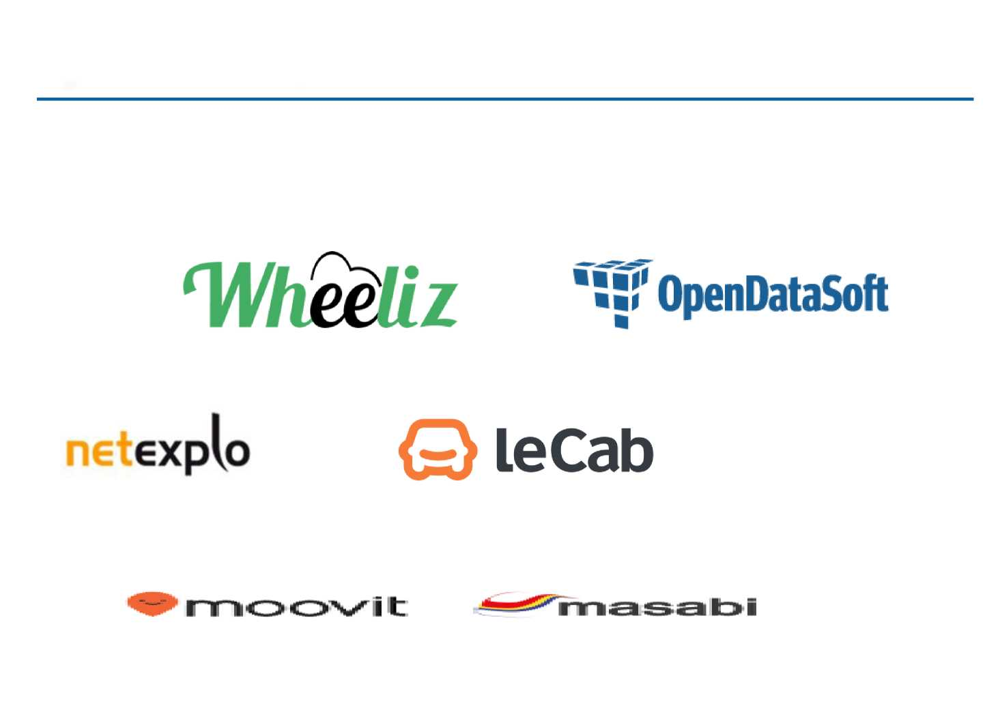 Wheeliz
OpenDataSoft
netexplo
leCab
moovit
masabi